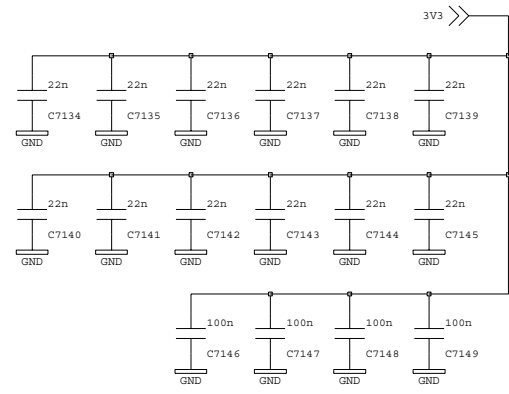 3V3
22n 22n 22n 22n 22n 22n
C7134 C7135 C7136 C7137 C7138 C7139
GND GND GND GND GND GND
22n 22n 22n 22n 22n 22n
C7140 C7141 C7142 C7143 C7144 C7145
GND GND GND GND GND GND
100n 100n 100n 100n
C7146 C7147 C7148 C7149
GND GND GND GND